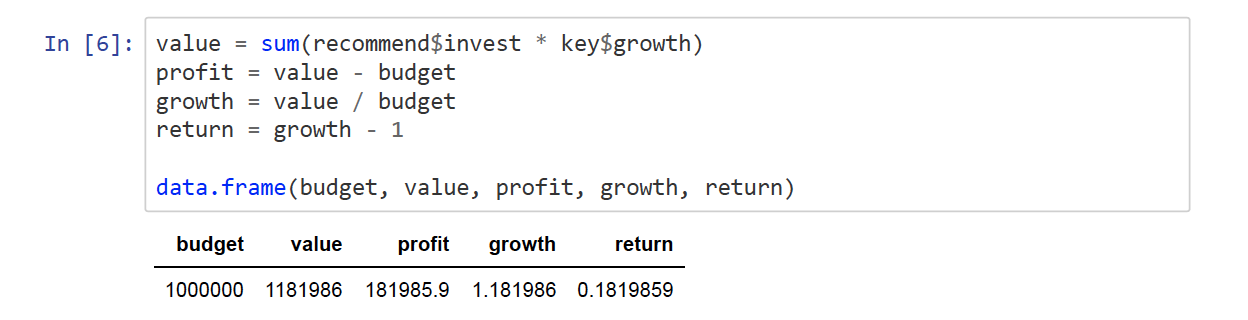 In [6]: value = sum(recommend$invest * key$growth)
profit = value - budget
growth = value / budget
return = growth - 1
data.frame(budget, value, profit, growth, return)
budget value profit growth return
1000000 1181986 181985.9 1.181986 0.1819859